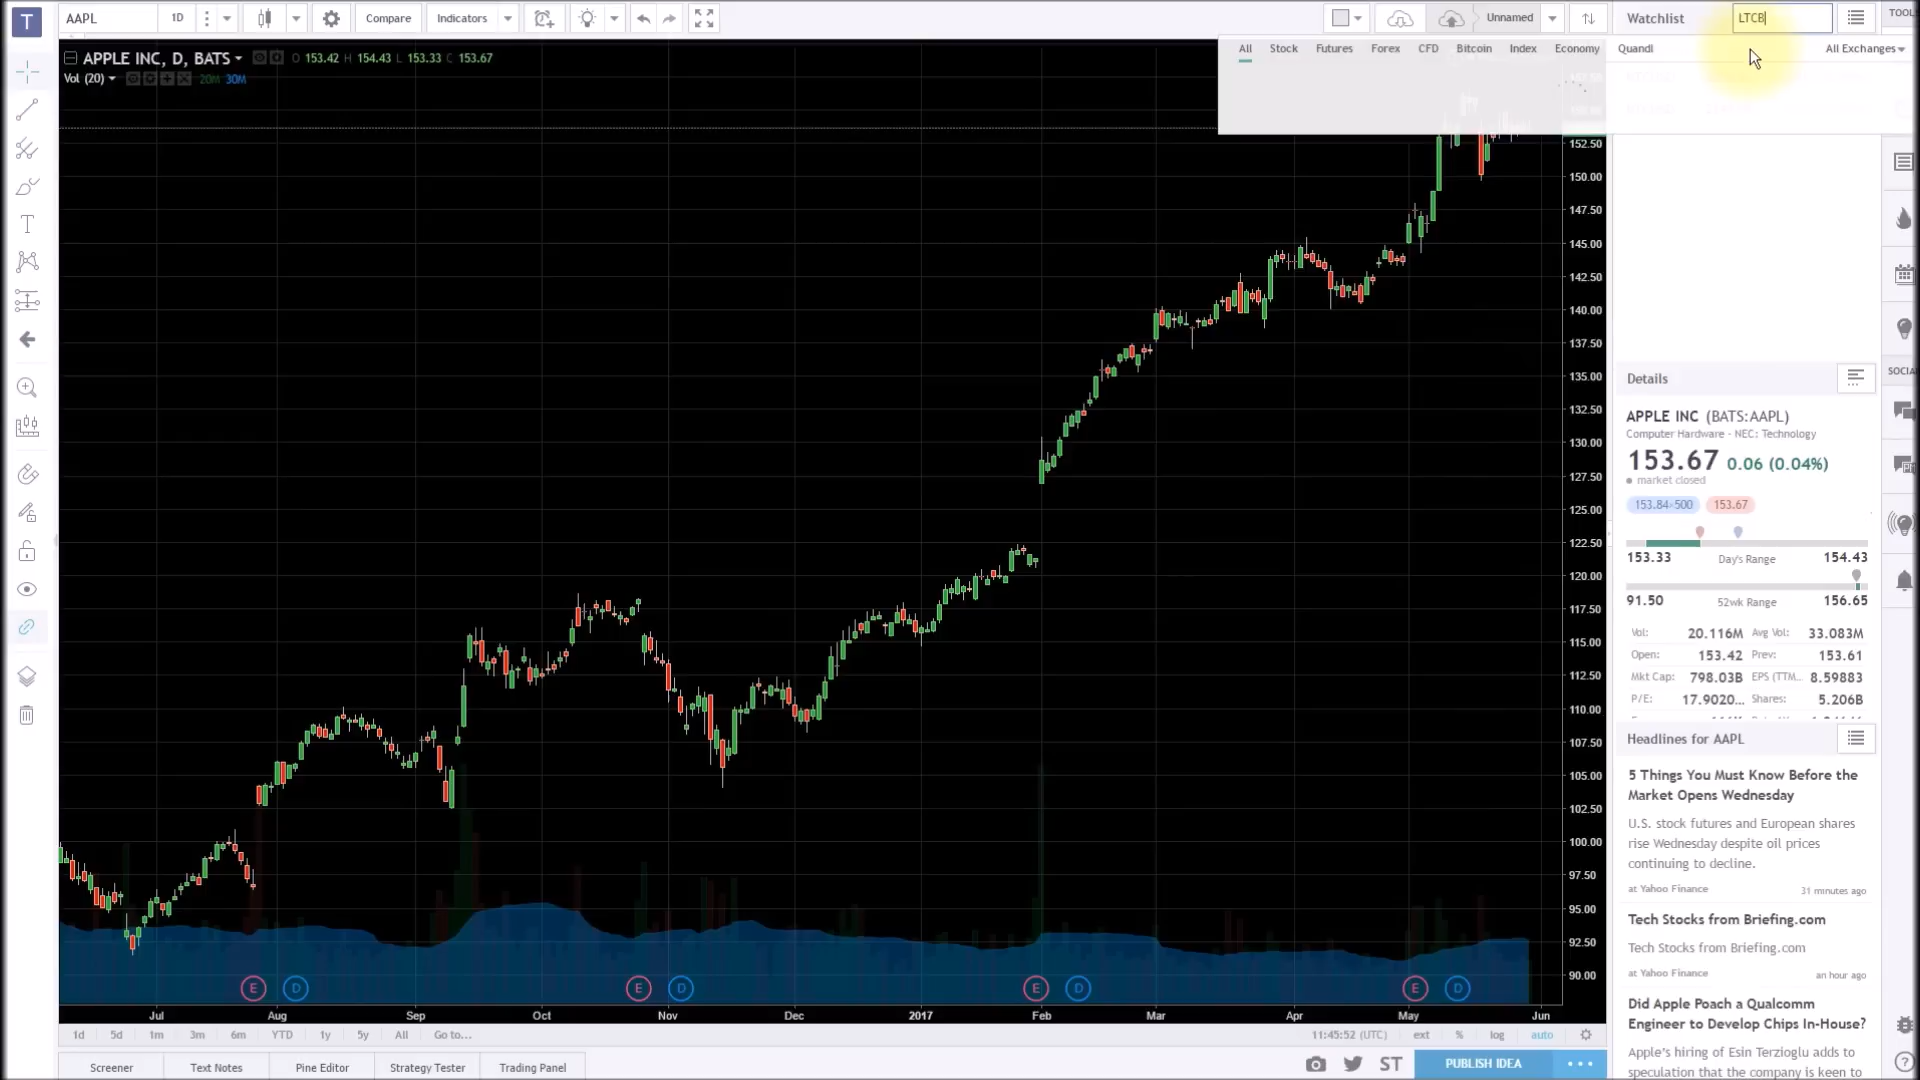 T AAPL 1D Compare Indicators Unnamed Watchlist LTCB TOOL
All Stock Futures Forex CFD Bitcoin Index Economy Quandl All Exchanges
APPLE INC, D, BATS O 153.42 H 154.43 L 153.33 C 153.67
Vol (20) 20M 30M
152.50
150.00
147.50
145.00
142.50
140.00
137.50
135.00
132.50
130.00
127.50
125.00
122.50
120.00
117.50
115.00
112.50
110.00
107.50
105.00
102.50
100.00
97.50
95.00
92.50
90.00
E D E D E D E D
Jul Aug Sep Oct Nov Dec 2017 Feb Mar Apr May Jun
1d 5d 1m 3m 6m YTD 1y 5y All Go to... 11:45:52 (UTC) ext % log auto
Screener Text Notes Pine Editor Strategy Tester Trading Panel ST PUBLISH IDEA
Details
SOCIA
APPLE INC (BATS:AAPL)
Computer Hardware - NEC: Technology
153.67 0.06 (0.04%)
market closed
153.84×500 153.67
153.33 Day's Range 154.43
91.50 52wk Range 156.65
Vol: 20.116M Avg Vol: 33.083M
Open: 153.42 Prev: 153.61
Mkt Cap: 798.03B EPS (TTM... 8.59883
P/E: 17.9020... Shares: 5.206B
Headlines for AAPL
5 Things You Must Know Before the
Market Opens Wednesday
U.S. stock futures and European shares
rise Wednesday despite oil prices
continuing to decline.
at Yahoo Finance 31 minutes ago
Tech Stocks from Briefing.com
Tech Stocks from Briefing.com
at Yahoo Finance an hour ago
Did Apple Poach a Qualcomm
Engineer to Develop Chips In-House?
Apple's hiring of Esin Terzioglu adds to
speculation that the company is keen to